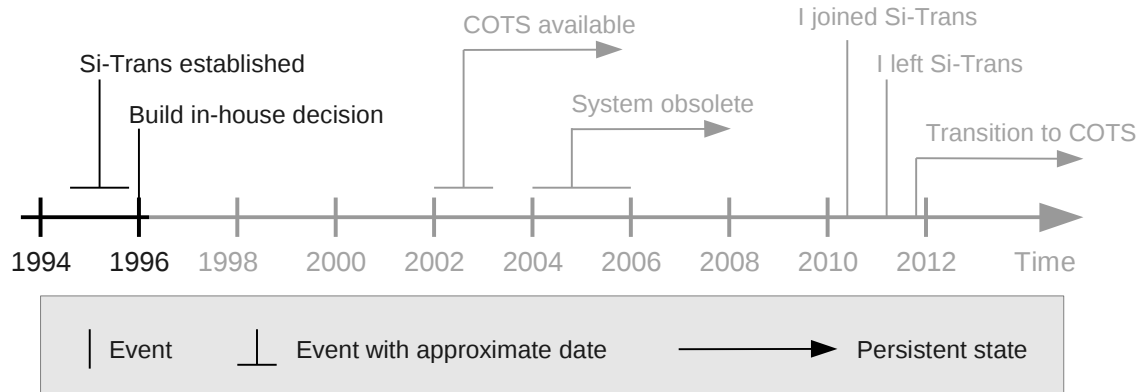 COTS available
I joined Si-Trans
Si-Trans established
I left Si-Trans
Build in-house decision
System obsolete
Transition to COTS
1994 1996 1998 2000 2002 2004 2006 2008 2010 2012 Time
Event Event with approximate date Persistent state